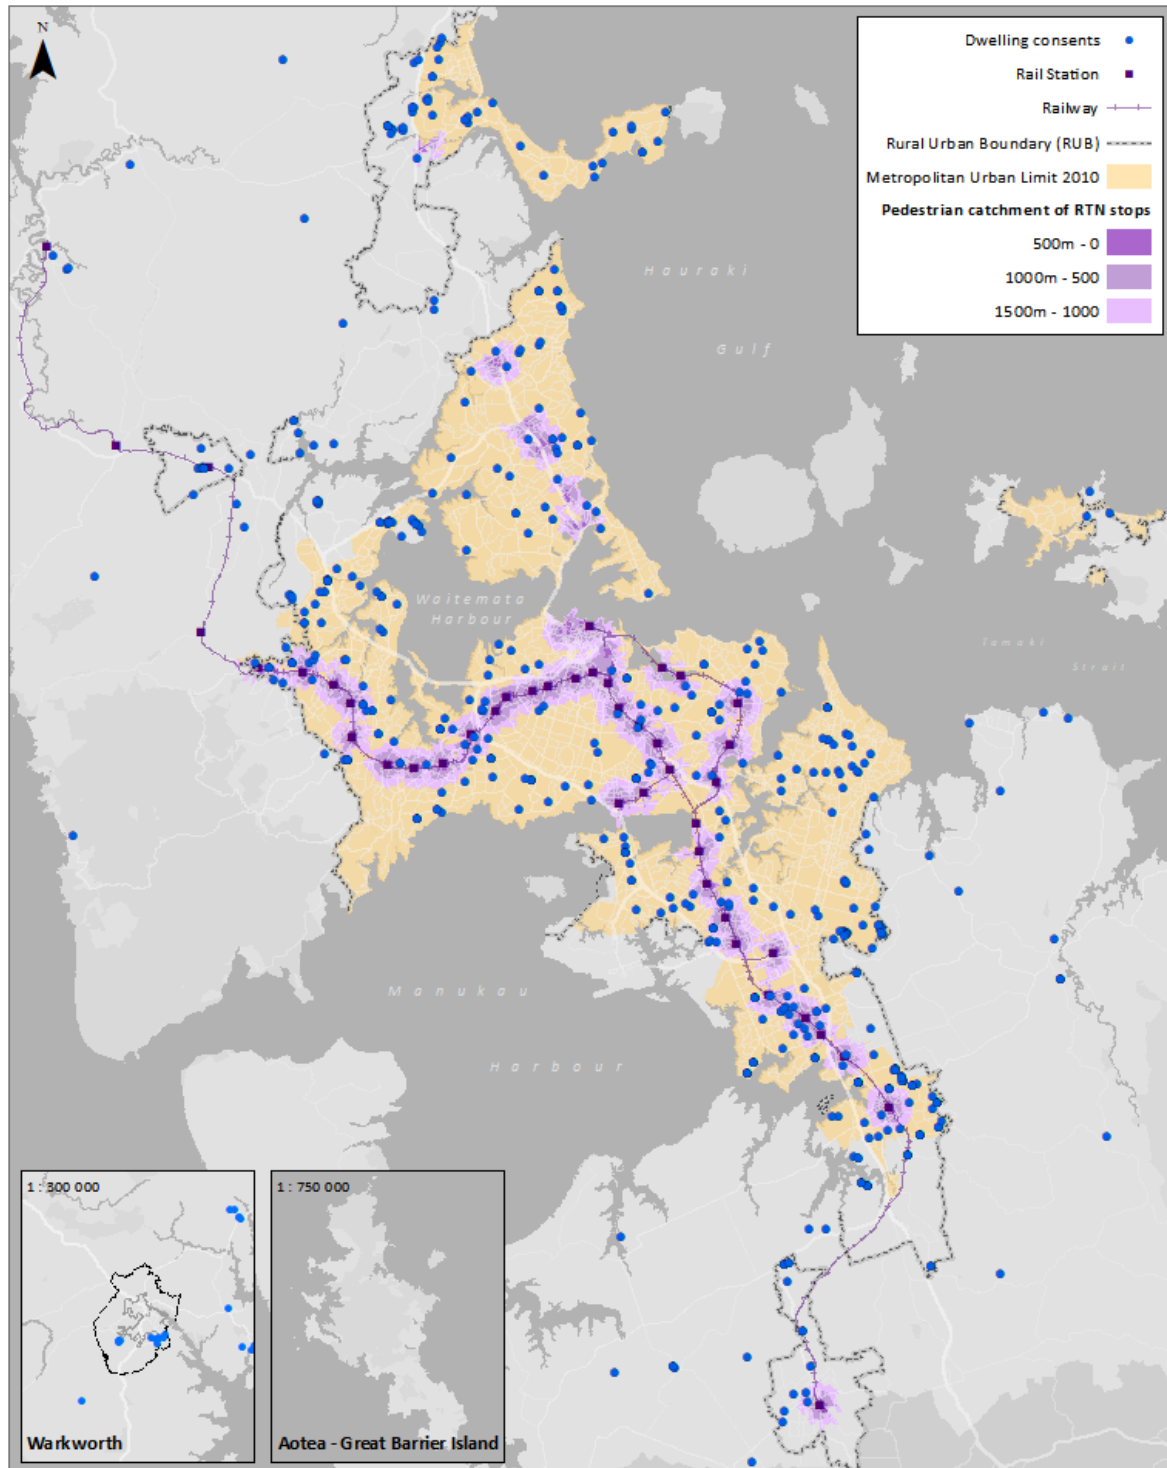 N
Dwelling consents
Rail Station
Railway
Rural Urban Boundary (RUB)
Metropolitan Urban Limit 2010
Pedestrian catchment of RTN stops
500m - 0
1000m - 500
1500m - 1000
Hauraki
Gulf
Waitemata
Harbour
Tamaki
Strait
Manukau
Harbour
1 : 300 000
Warkworth
1 : 750 000
Aotea - Great Barrier Island